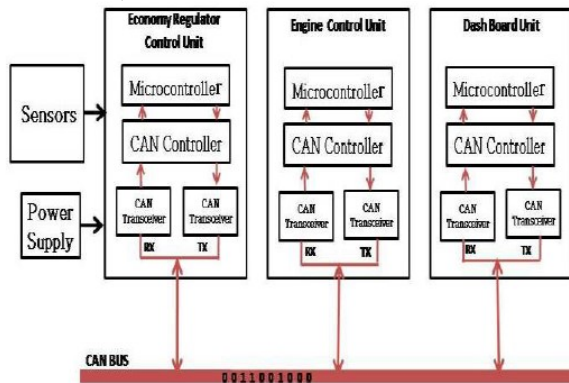 Economy Regulator
Control Unit
Engine Control Unit
Dash Board Unit
Sensors
Power
Supply
Microcontroller
CAN Controller
CAN
Transceiver
CAN
Transceiver
RX
TX
Microcontroller
CAN Controller
CAN
Transceiver
CAN
Transceiver
RX
TX
Microcontroller
CAN Controller
CAN
Transceiver
CAN
Transceiver
RX
TX
CAN BUS
0011001000